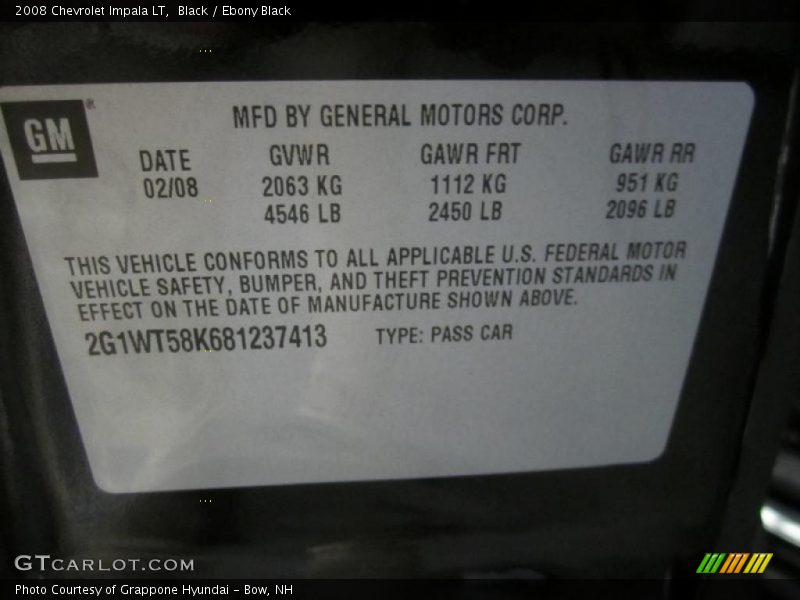 2008 Chevrolet Impala LT, Black / Ebony Black
GM
MFD BY GENERAL MOTORS CORP.
DATE GVWR GAWR FRT GAWR RR
02/08 2063 KG 1112 KG 951 KG
4546 LB 2450 LB 2096 LB
THIS VEHICLE CONFORMS TO ALL APPLICABLE U.S. FEDERAL MOTOR
VEHICLE SAFETY, BUMPER, AND THEFT PREVENTION STANDARDS IN
EFFECT ON THE DATE OF MANUFACTURE SHOWN ABOVE.
2G1WT58K681237413 TYPE: PASS CAR
GTCARLOT.COM
Photo Courtesy of Grappone Hyundai - Bow, NH